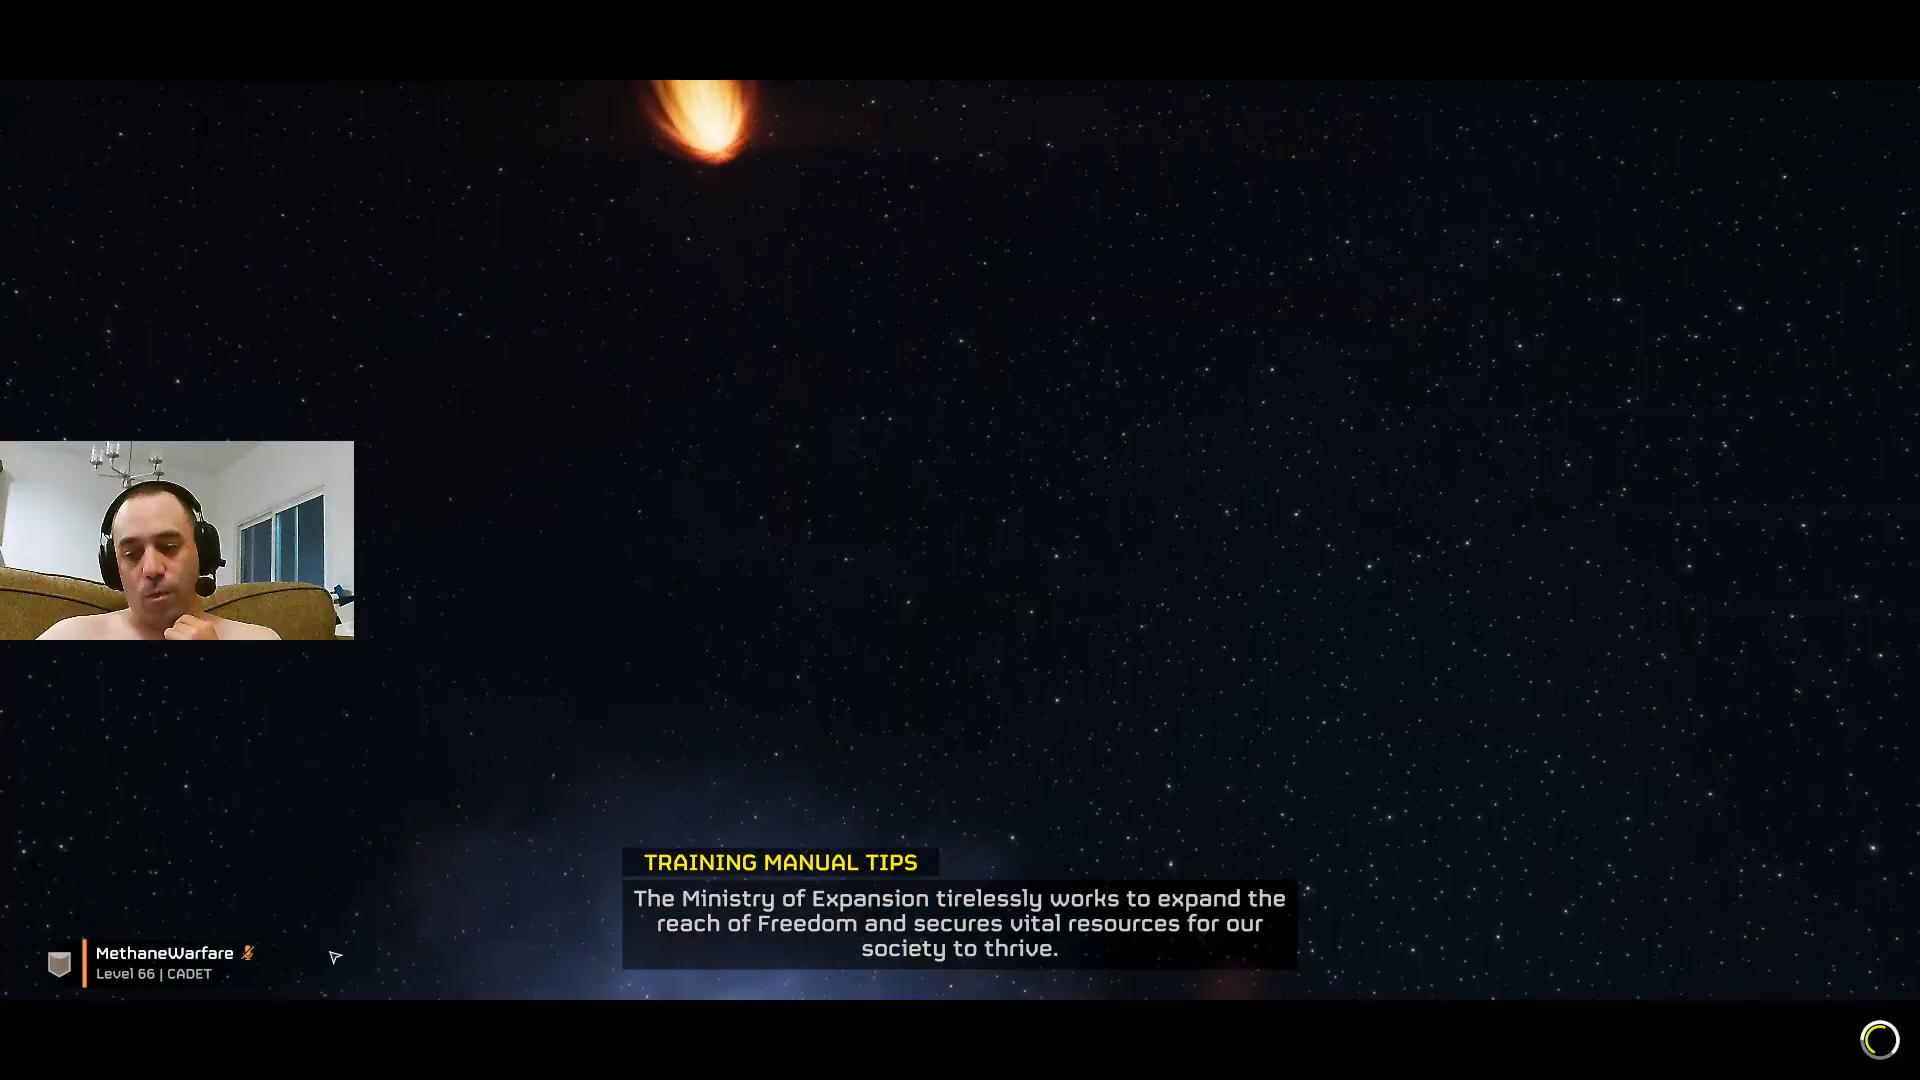 TRAINING MANUAL TIPS
The Ministry of Expansion tirelessly works to expand the
reach of Freedom and secures vital resources for our
society to thrive.
MethaneWarfare
Level 66 | CADET